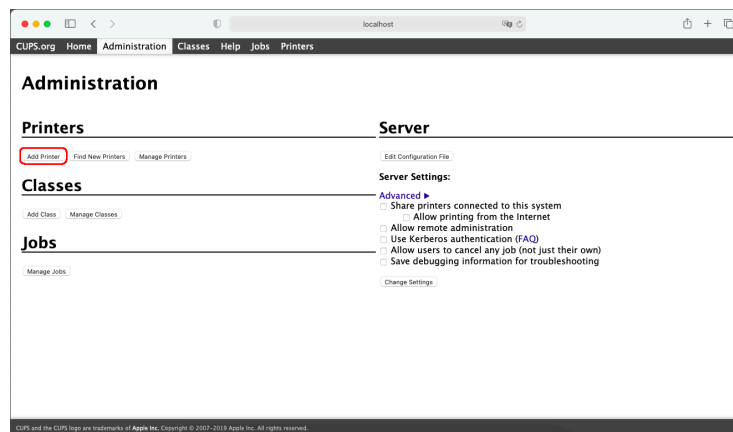 localhost
CUPS.org Home Administration Classes Help Jobs Printers
Administration
Printers
Add Printer Find New Printers Manage Printers
Classes
Add Class Manage Classes
Jobs
Manage Jobs
Server
Edit Configuration File
Server Settings:
Advanced ▶
Share printers connected to this system
Allow printing from the Internet
Allow remote administration
Use Kerberos authentication (FAQ)
Allow users to cancel any job (not just their own)
Save debugging information for troubleshooting
Change Settings
CUPS and the CUPS logo are trademarks of Apple Inc. Copyright © 2007-2019 Apple Inc. All rights reserved.